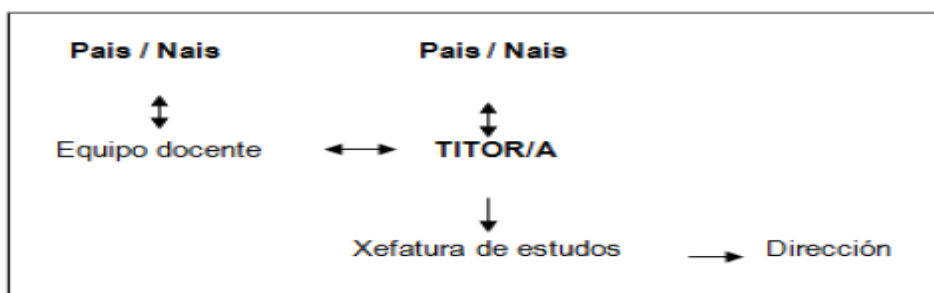 Pais / Nais Pais / Nais
Equipo docente TITOR/A
Xefatura de estudos Dirección